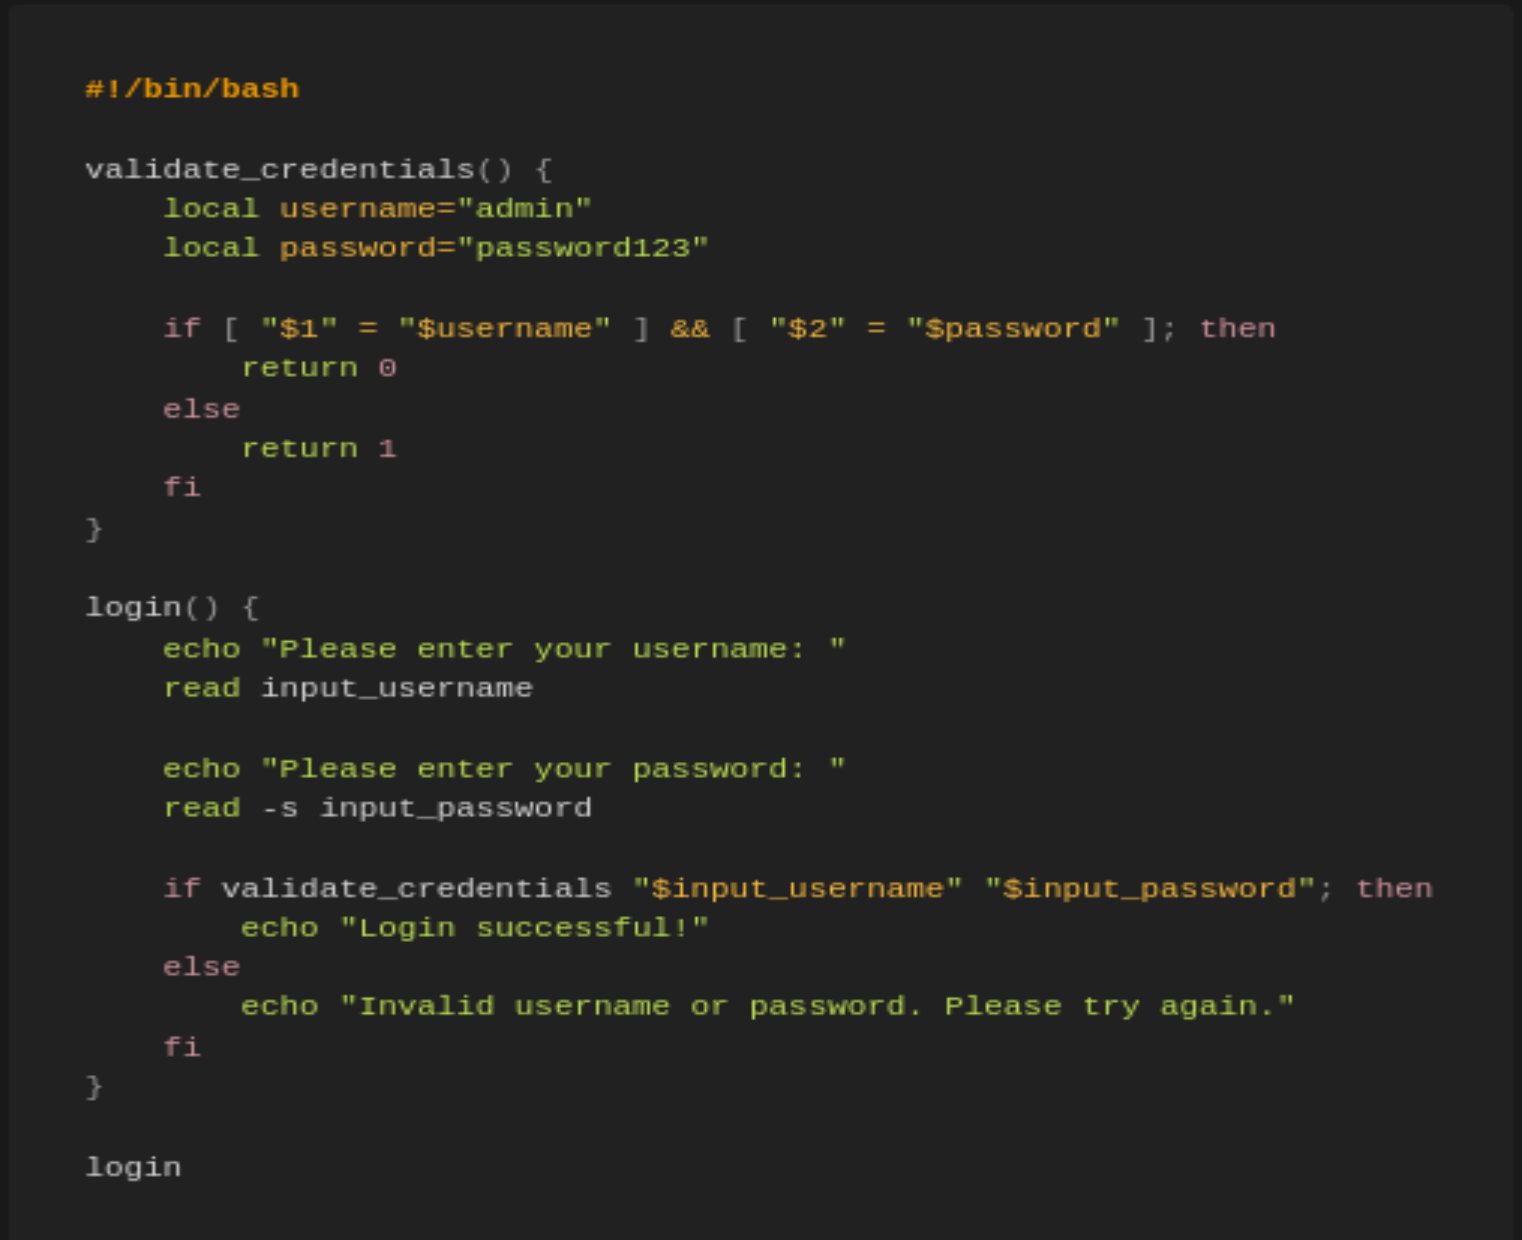 #!/bin/bash
validate_credentials() {
    local username="admin"
    local password="password123"
    if [ "$1" = "$username" ] && [ "$2" = "$password" ]; then
        return 0
    else
        return 1
    fi
}
login() {
    echo "Please enter your username: "
    read input_username
    echo "Please enter your password: "
    read -s input_password
    if validate_credentials "$input_username" "$input_password"; then
        echo "Login successful!"
    else
        echo "Invalid username or password. Please try again."
    fi
}
login